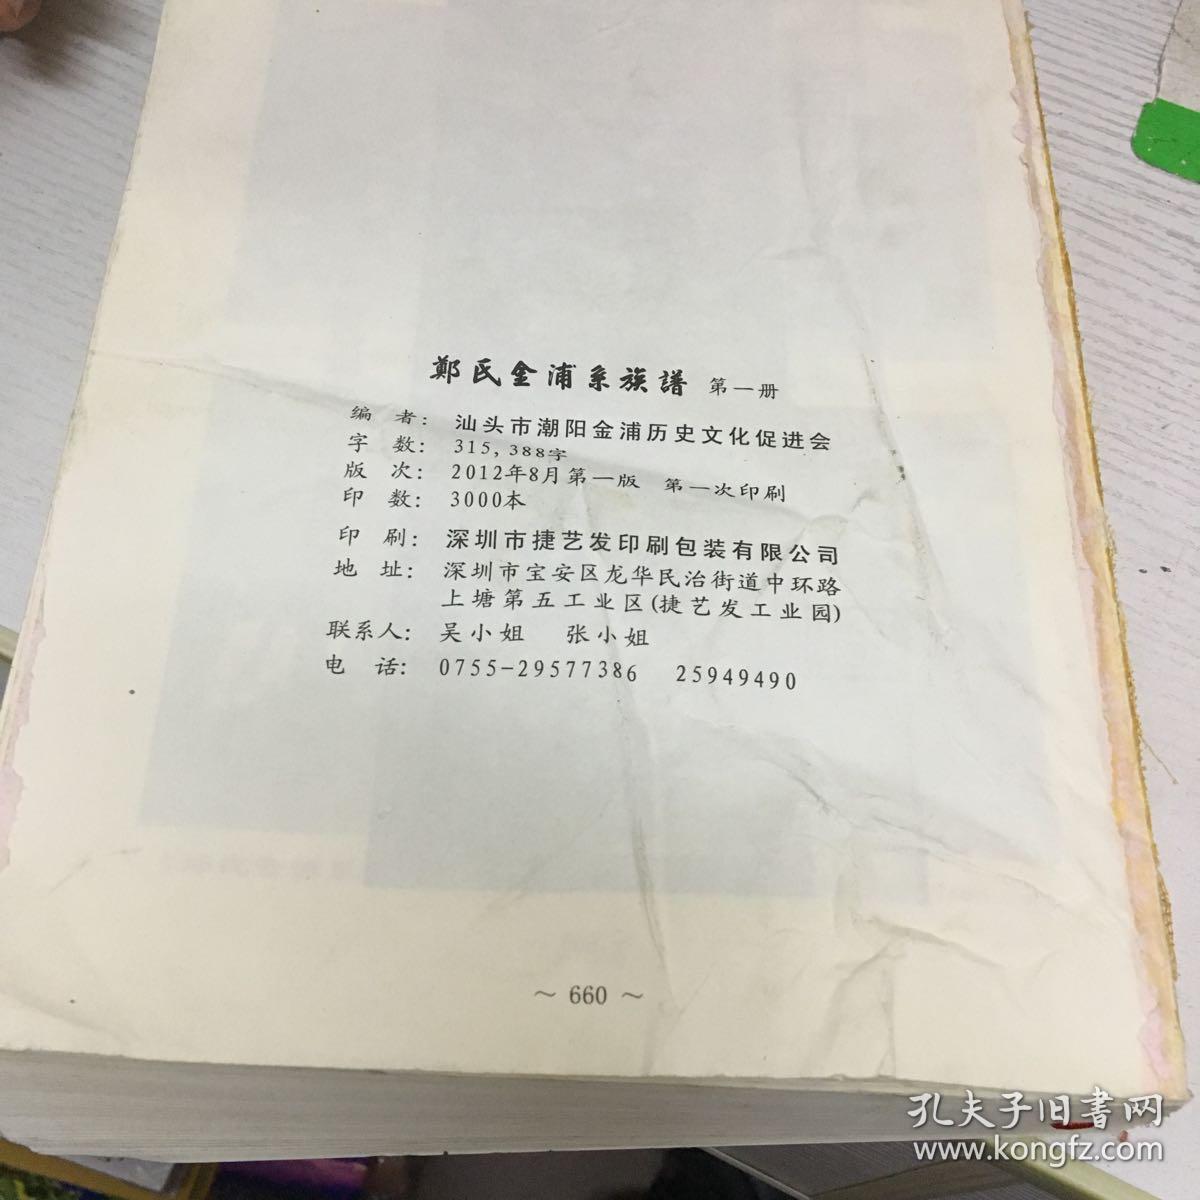 鄭氏金浦系族譜 第一册
编 者: 汕头市潮阳金浦历史文化促进会
字 数: 315,388字
版 次: 2012年8月第一版 第一次印刷
印 数: 3000本
印 刷: 深圳市捷艺发印刷包装有限公司
地 址: 深圳市宝安区龙华民治街道中环路
上塘第五工业区(捷艺发工业园)
联系人: 吴小姐 张小姐
电 话: 0755-29577386 25949490
~ 660 ~
孔夫子旧書网
www.kongfz.com